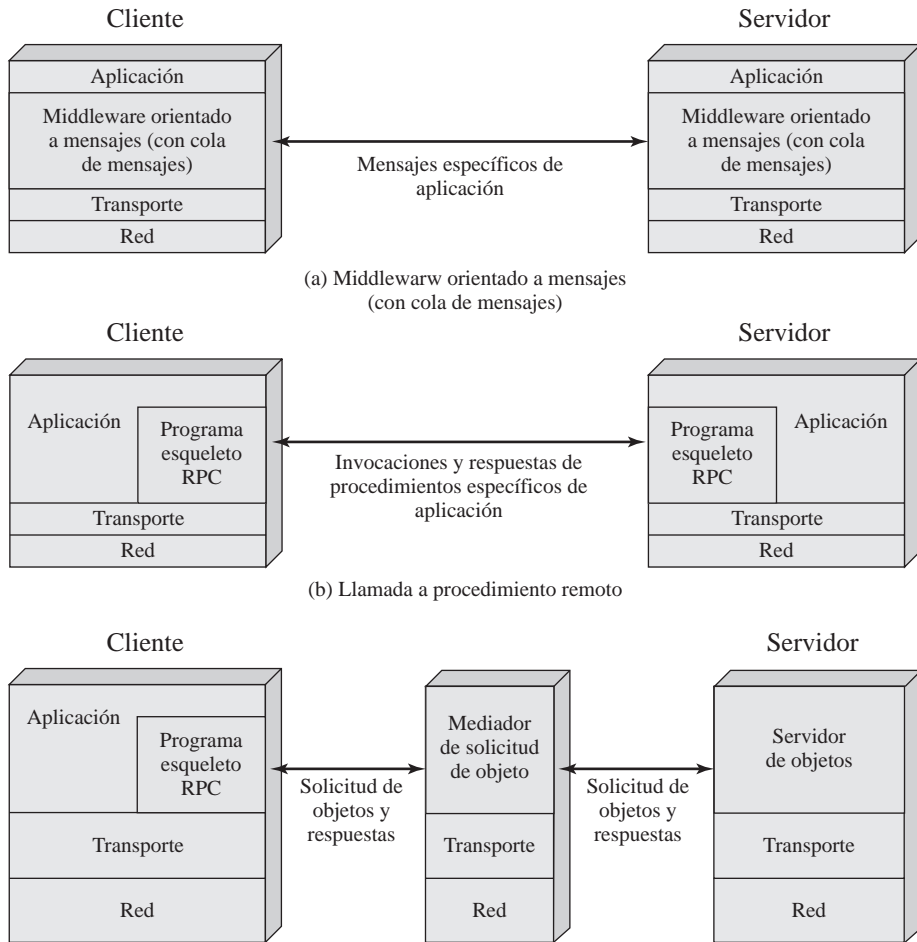 Cliente
Servidor
Aplicación
Aplicación
Middleware orientado
a mensajes (con cola
de mensajes)
Middleware orientado
a mensajes (con cola
de mensajes)
Mensajes específicos de
aplicación
Transporte
Transporte
Red
Red
(a) Middlewarw orientado a mensajes
(con cola de mensajes)
Cliente
Servidor
Aplicación
Programa
esqueleto
RPC
Programa
esqueleto
RPC
Aplicación
Invocaciones y respuestas de
procedimientos específicos de
aplicación
Transporte
Transporte
Red
Red
(b) Llamada a procedimiento remoto
Cliente
Servidor
Aplicación
Programa
esqueleto
RPC
Mediador
de solicitud
de objeto
Servidor
de objetos
Solicitud de
objetos y
respuestas
Solicitud de
objetos y
respuestas
Transporte
Transporte
Transporte
Red
Red
Red